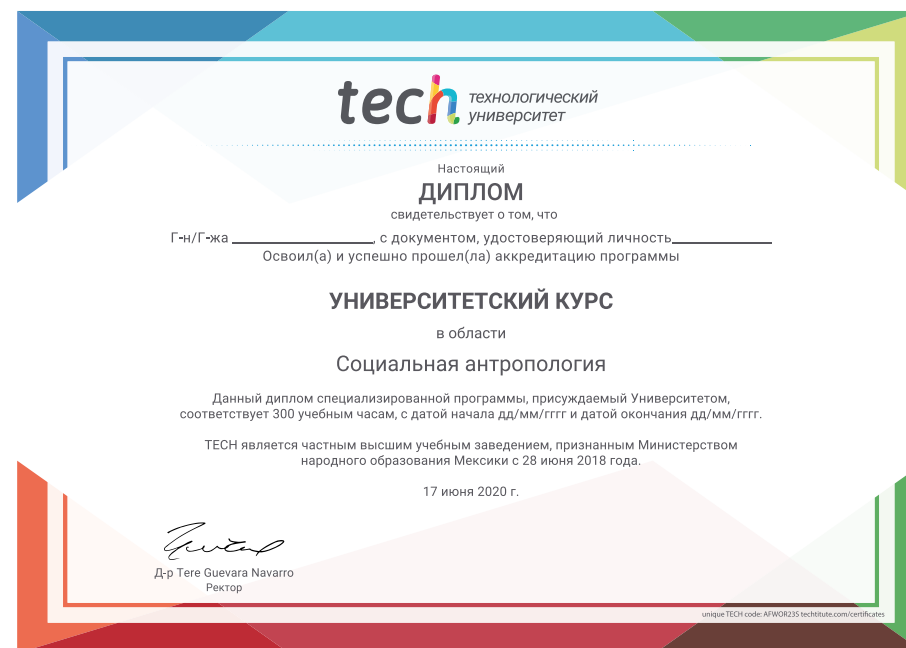 tech технологический
университет
Настоящий
ДИПЛОМ
свидетельствует о том, что
Г-н/Г-жа ____________________, с документом, удостоверяющий личность______________
Освоил(а) и успешно прошел(ла) аккредитацию программы
УНИВЕРСИТЕТСКИЙ КУРС
в области
Социальная антропология
Данный диплом специализированной программы, присуждаемый Университетом,
соответствует 300 учебным часам, с датой начала дд/мм/гггг и датой окончания дд/мм/гггг.
TECH является частным высшим учебным заведением, признанным Министерством
народного образования Мексики с 28 июня 2018 года.
17 июня 2020 г.
Д-р Tere Guevara Navarro
Ректор
unique TECH code: AFWOR23S techtitute.com/certificates